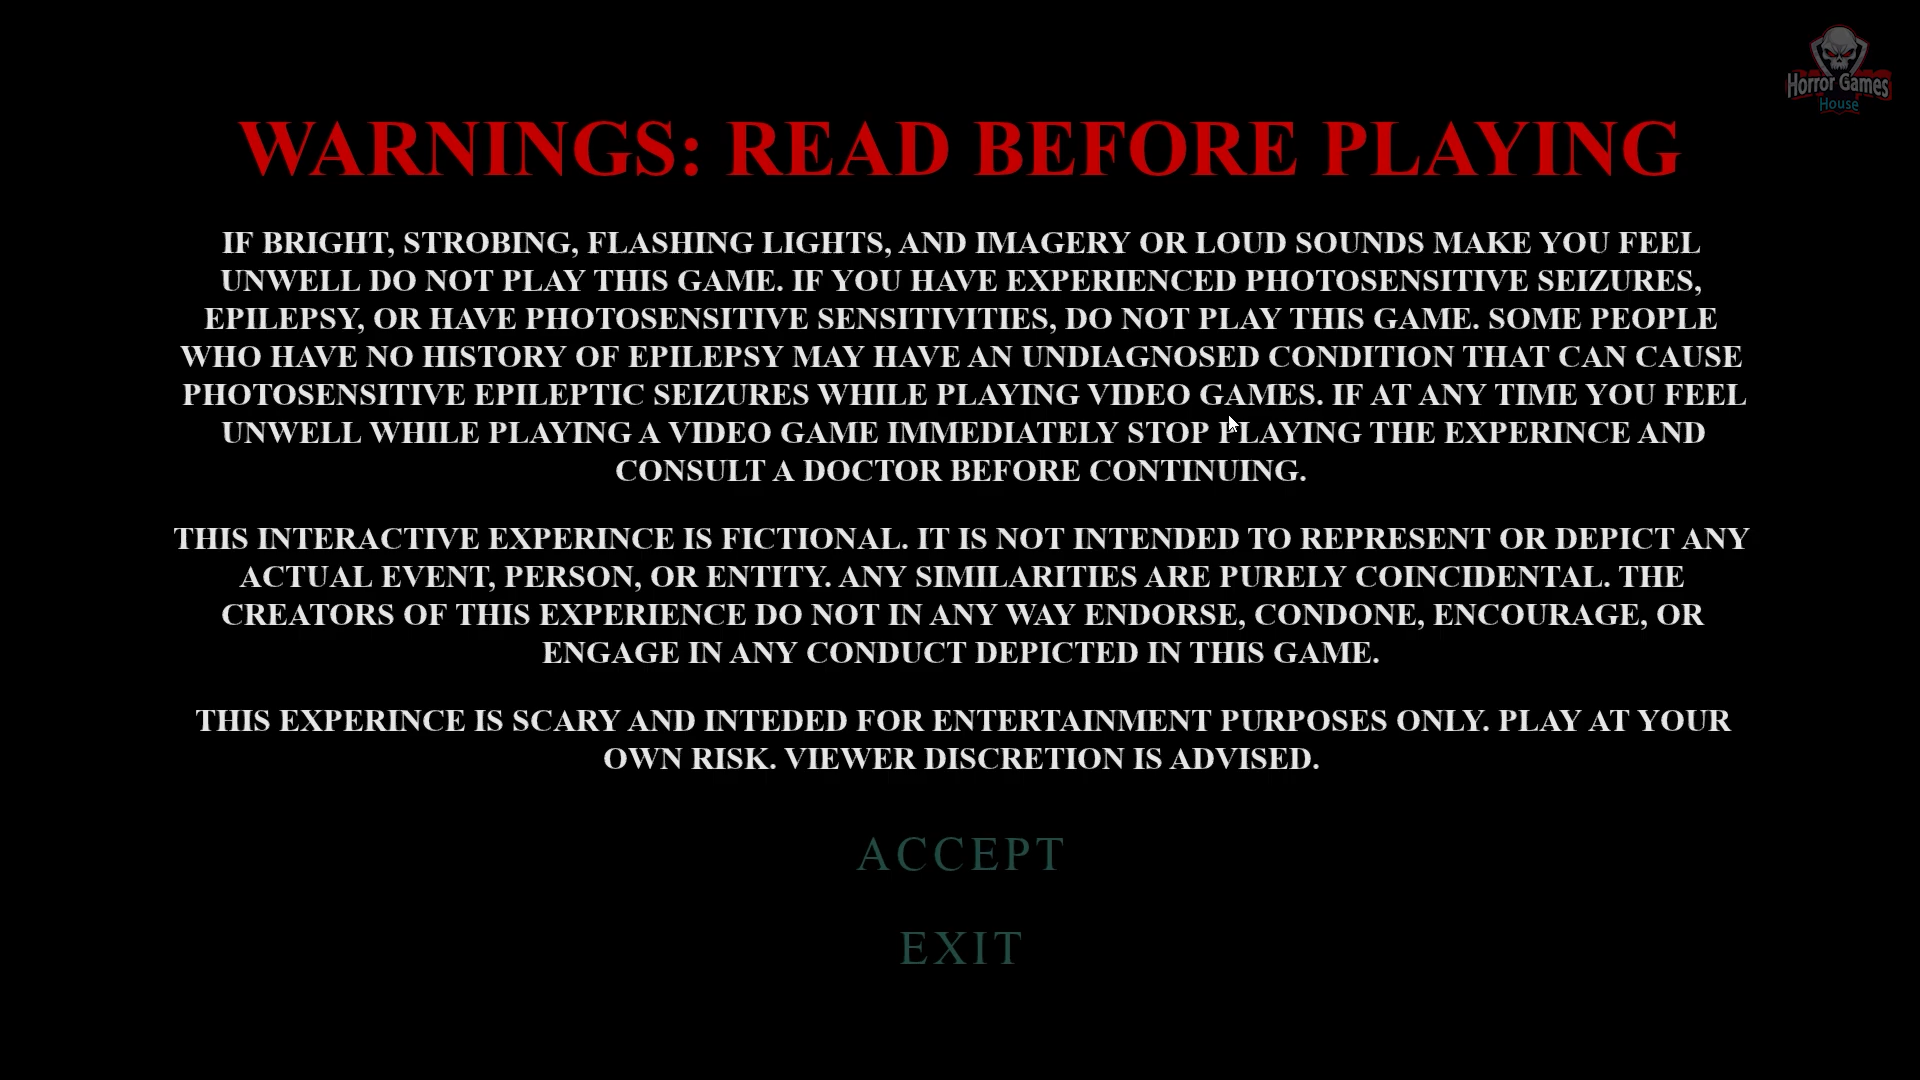 Horror Games
House
WARNINGS: READ BEFORE PLAYING
IF BRIGHT, STROBING, FLASHING LIGHTS, AND IMAGERY OR LOUD SOUNDS MAKE YOU FEEL
UNWELL DO NOT PLAY THIS GAME. IF YOU HAVE EXPERIENCED PHOTOSENSITIVE SEIZURES,
EPILEPSY, OR HAVE PHOTOSENSITIVE SENSITIVITIES, DO NOT PLAY THIS GAME. SOME PEOPLE
WHO HAVE NO HISTORY OF EPILEPSY MAY HAVE AN UNDIAGNOSED CONDITION THAT CAN CAUSE
PHOTOSENSITIVE EPILEPTIC SEIZURES WHILE PLAYING VIDEO GAMES. IF AT ANY TIME YOU FEEL
UNWELL WHILE PLAYING A VIDEO GAME IMMEDIATELY STOP PLAYING THE EXPERINCE AND
CONSULT A DOCTOR BEFORE CONTINUING.
THIS INTERACTIVE EXPERINCE IS FICTIONAL. IT IS NOT INTENDED TO REPRESENT OR DEPICT ANY
ACTUAL EVENT, PERSON, OR ENTITY. ANY SIMILARITIES ARE PURELY COINCIDENTAL. THE
CREATORS OF THIS EXPERIENCE DO NOT IN ANY WAY ENDORSE, CONDONE, ENCOURAGE, OR
ENGAGE IN ANY CONDUCT DEPICTED IN THIS GAME.
THIS EXPERINCE IS SCARY AND INTEDED FOR ENTERTAINMENT PURPOSES ONLY. PLAY AT YOUR
OWN RISK. VIEWER DISCRETION IS ADVISED.
ACCEPT
EXIT